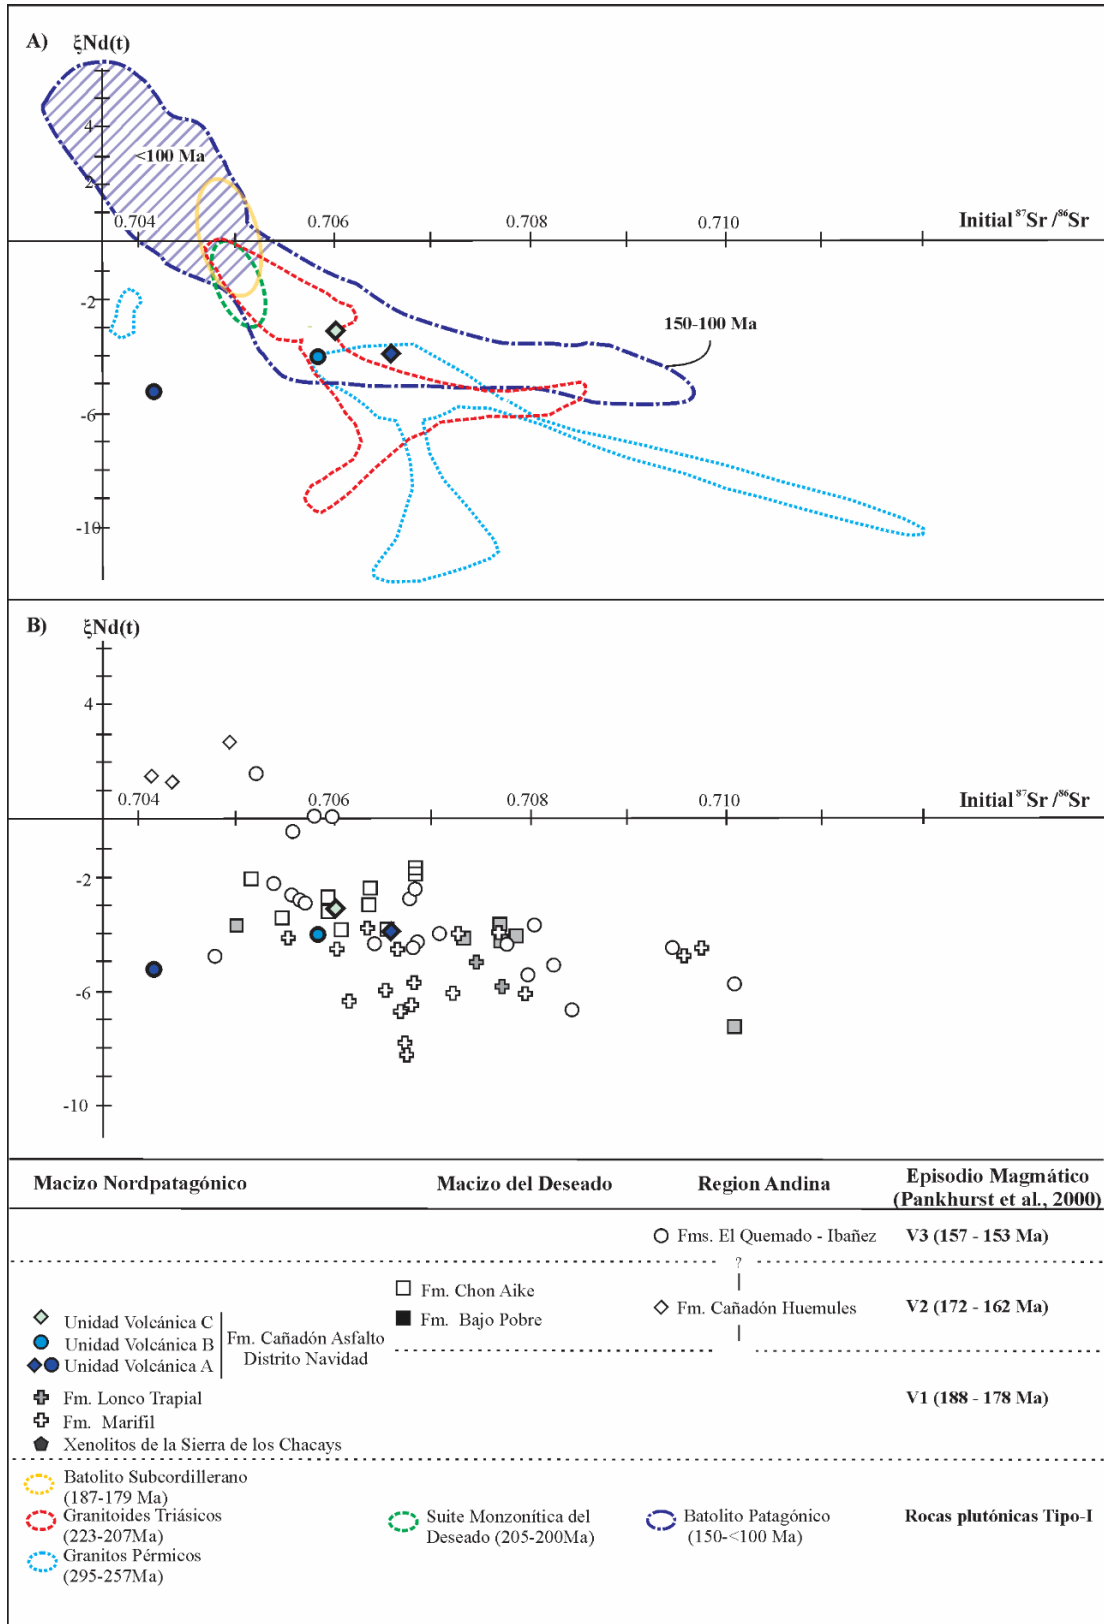 A)
ξNd(t)
4
<100 Ma
2
0.704
0.706
0.708
0.710
Initial ⁸⁷Sr /⁸⁶Sr
-2
150-100 Ma
-6
-10
B)
ξNd(t)
4
0.704
0.706
0.708
0.710
Initial ⁸⁷Sr /⁸⁶Sr
-2
-6
-10
Macizo Nordpatagónico
Macizo del Deseado
Region Andina
Episodio Magmático
(Pankhurst et al., 2000)
Fms. El Quemado - Ibañez
V3 (157 - 153 Ma)
?
Fm. Chon Aike
Fm. Bajo Pobre
Fm. Cañadón Huemules
V2 (172 - 162 Ma)
Unidad Volcánica C
Unidad Volcánica B
Unidad Volcánica A
Fm. Cañadón Asfalto
Distrito Navidad
Fm. Lonco Trapial
Fm. Marifil
Xenolitos de la Sierra de los Chacays
V1 (188 - 178 Ma)
Batolito Subcordillerano
(187-179 Ma)
Granitoides Triásicos
(223-207Ma)
Granitos Pérmicos
(295-257Ma)
Suite Monzonítica del
Deseado (205-200Ma)
Batolito Patagónico
(150-<100 Ma)
Rocas plutónicas Tipo-I